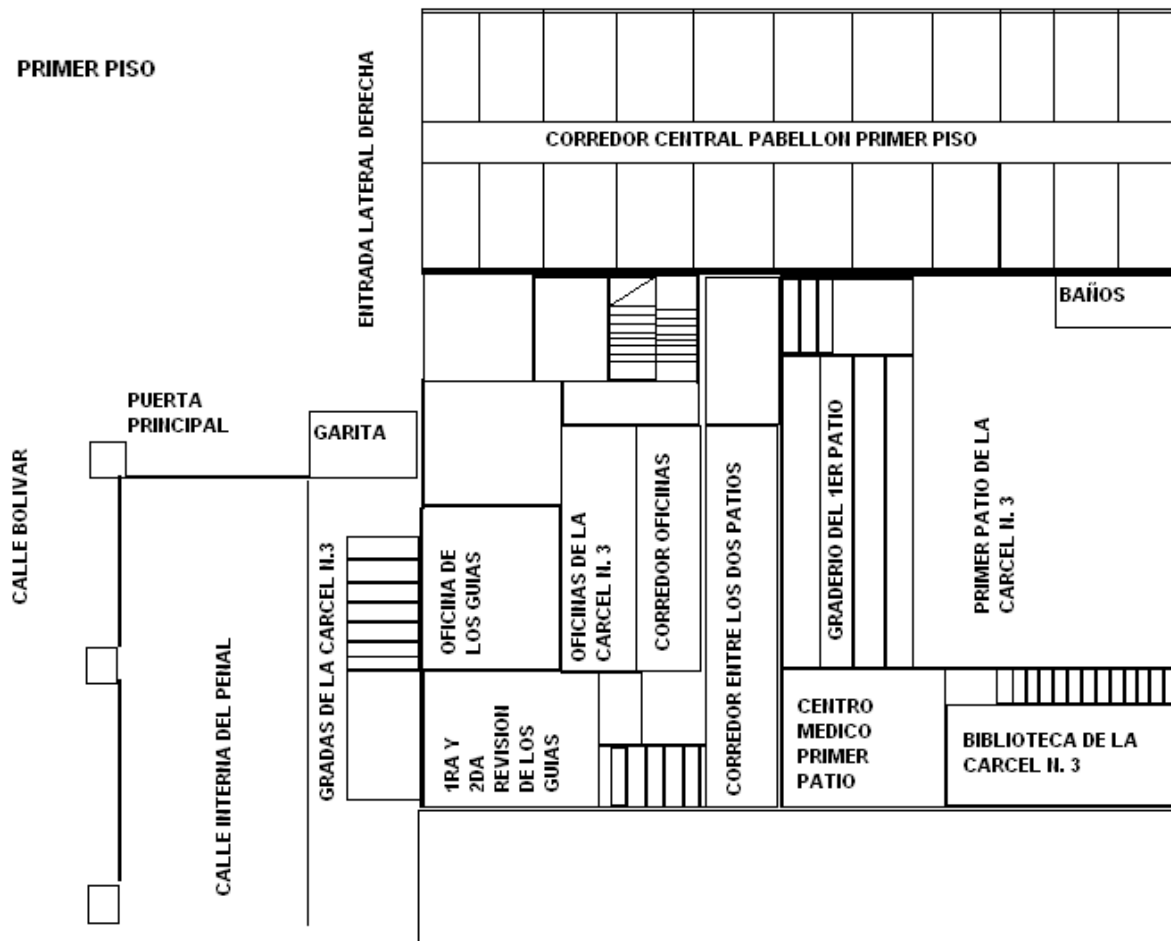 PRIMER PISO
ENTRADA LATERAL DERECHA
CORREDOR CENTRAL PABELLON PRIMER PISO
BAÑOS
PUERTA
PRINCIPAL
GARITA
CALLE BOLIVAR
CALLE INTERNA DEL PENAL
GRADAS DE LA CARCEL N.3
OFICINA DE
LOS GUIAS
OFICINAS DE LA
CARCEL N. 3
CORREDOR OFICINAS
CORREDOR ENTRE LOS DOS PATIOS
GRADERIO DEL 1ER PATIO
PRIMER PATIO DE LA
CARCEL N. 3
1RA Y
2DA
REVISION
DE LOS
GUIAS
CENTRO
MEDICO
PRIMER
PATIO
BIBLIOTECA DE LA
CARCEL N. 3